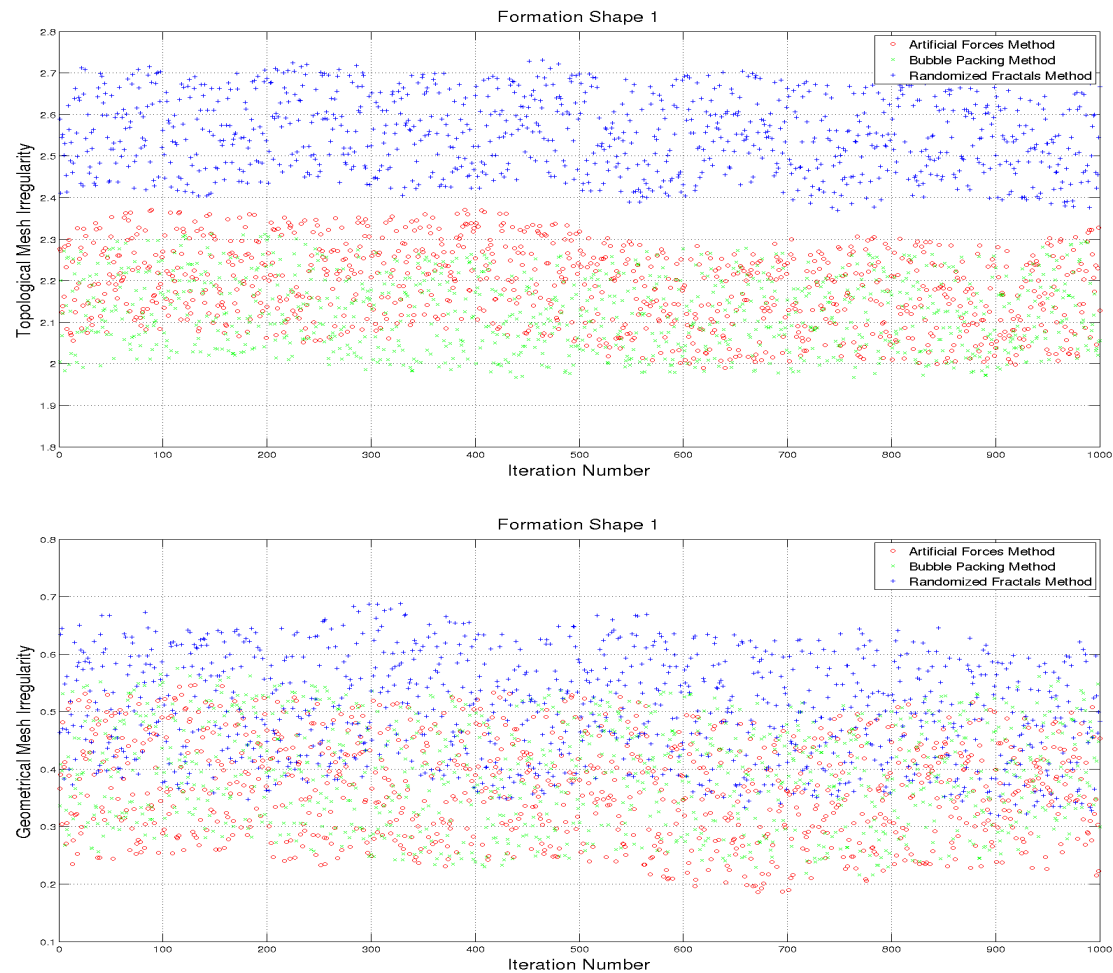 Formation Shape 1
2.8
Artificial Forces Method
Bubble Packing Method
Randomized Fractals Method
2.7
2.6
2.5
2.4
2.3
2.2
2.1
2
1.9
1.8
Topological Mesh Irregularity
0 100 200 300 400 500 600 700 800 900 1000
Iteration Number
Formation Shape 1
0.8
Artificial Forces Method
Bubble Packing Method
Randomized Fractals Method
0.7
0.6
0.5
0.4
0.3
0.2
0.1
Geometrical Mesh Irregularity
0 100 200 300 400 500 600 700 800 900 1000
Iteration Number